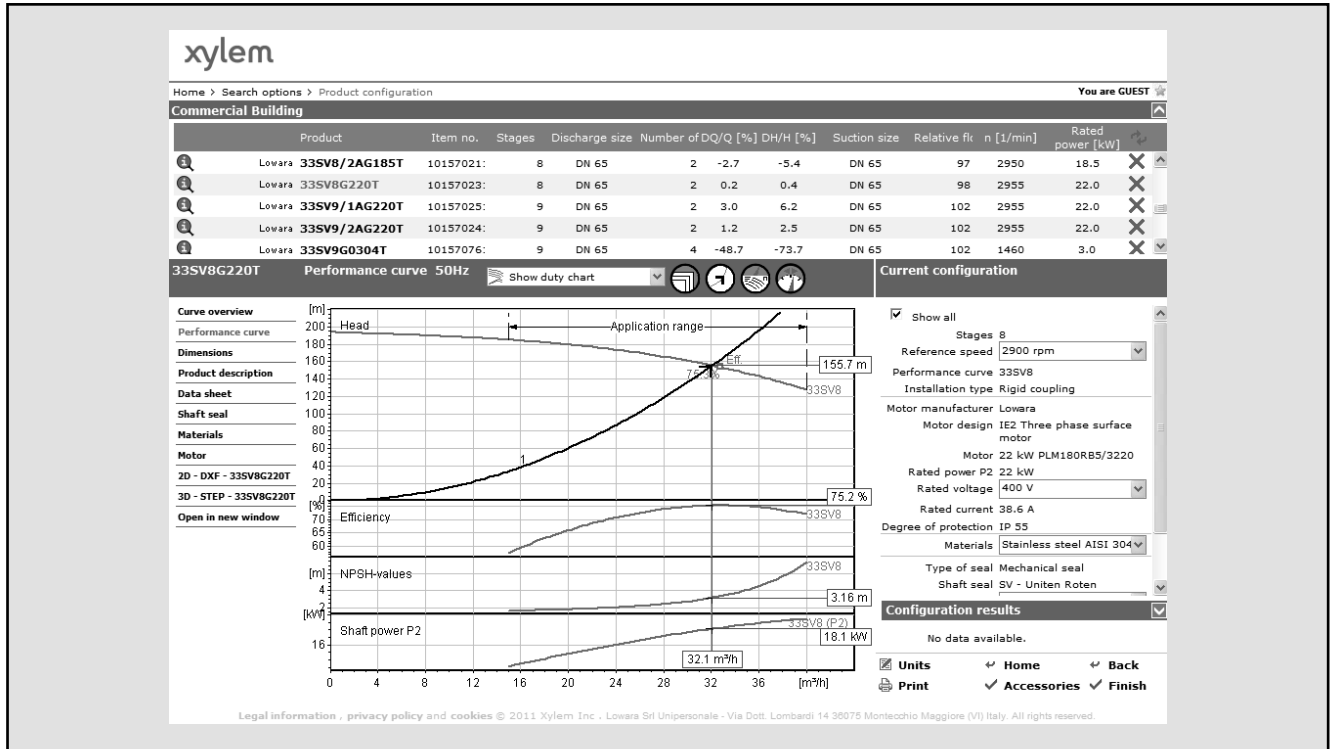 xylem
Home > Search options > Product configuration You are GUEST
Commercial Building
Product Item no. Stages Discharge size Number of DQ/Q [%] DH/H [%] Suction size Relative flc n [1/min] Rated power [kW]
Lowara 33SV8/2AG185T 10157021: 8 DN 65 2 -2.7 -5.4 DN 65 97 2950 18.5
Lowara 33SV8G220T 10157023: 8 DN 65 2 0.2 0.4 DN 65 98 2955 22.0
Lowara 33SV9/1AG220T 10157025: 9 DN 65 2 3.0 6.2 DN 65 102 2955 22.0
Lowara 33SV9/2AG220T 10157024: 9 DN 65 2 1.2 2.5 DN 65 102 2955 22.0
Lowara 33SV9G0304T 10157076: 9 DN 65 4 -48.7 -73.7 DN 65 102 1460 3.0
33SV8G220T Performance curve 50Hz Show duty chart Current configuration
Curve overview
Performance curve
Dimensions
Product description
Data sheet
Shaft seal
Materials
Motor
2D - DXF - 33SV8G220T
3D - STEP - 33SV8G220T
Open in new window
[m]
Head
Application range
200
180
160
140
120
100
80
60
40
20
0
Eff.
75.3%
155.7 m
33SV8
1
[%]
70
65
60
Efficiency
75.2 %
33SV8
[m]
4
2
NPSH-values
33SV8
3.16 m
[kW]
16
Shaft power P2
33SV8 (P2)
18.1 kW
32.1 m³/h
0 4 8 12 16 20 24 28 32 36 [m³/h]
Show all
Stages 8
Reference speed 2900 rpm
Performance curve 33SV8
Installation type Rigid coupling
Motor manufacturer Lowara
Motor design IE2 Three phase surface
motor
Motor 22 kW PLM180RB5/3220
Rated power P2 22 kW
Rated voltage 400 V
Rated current 38.6 A
Degree of protection IP 55
Materials Stainless steel AISI 304
Type of seal Mechanical seal
Shaft seal SV - Uniten Roten
Configuration results
No data available.
Units Home Back
Print Accessories Finish
Legal information , privacy policy and cookies © 2011 Xylem Inc . Lowara Srl Unipersonale - Via Dott. Lombardi 14 36075 Montecchio Maggiore (VI) Italy. All rights reserved.